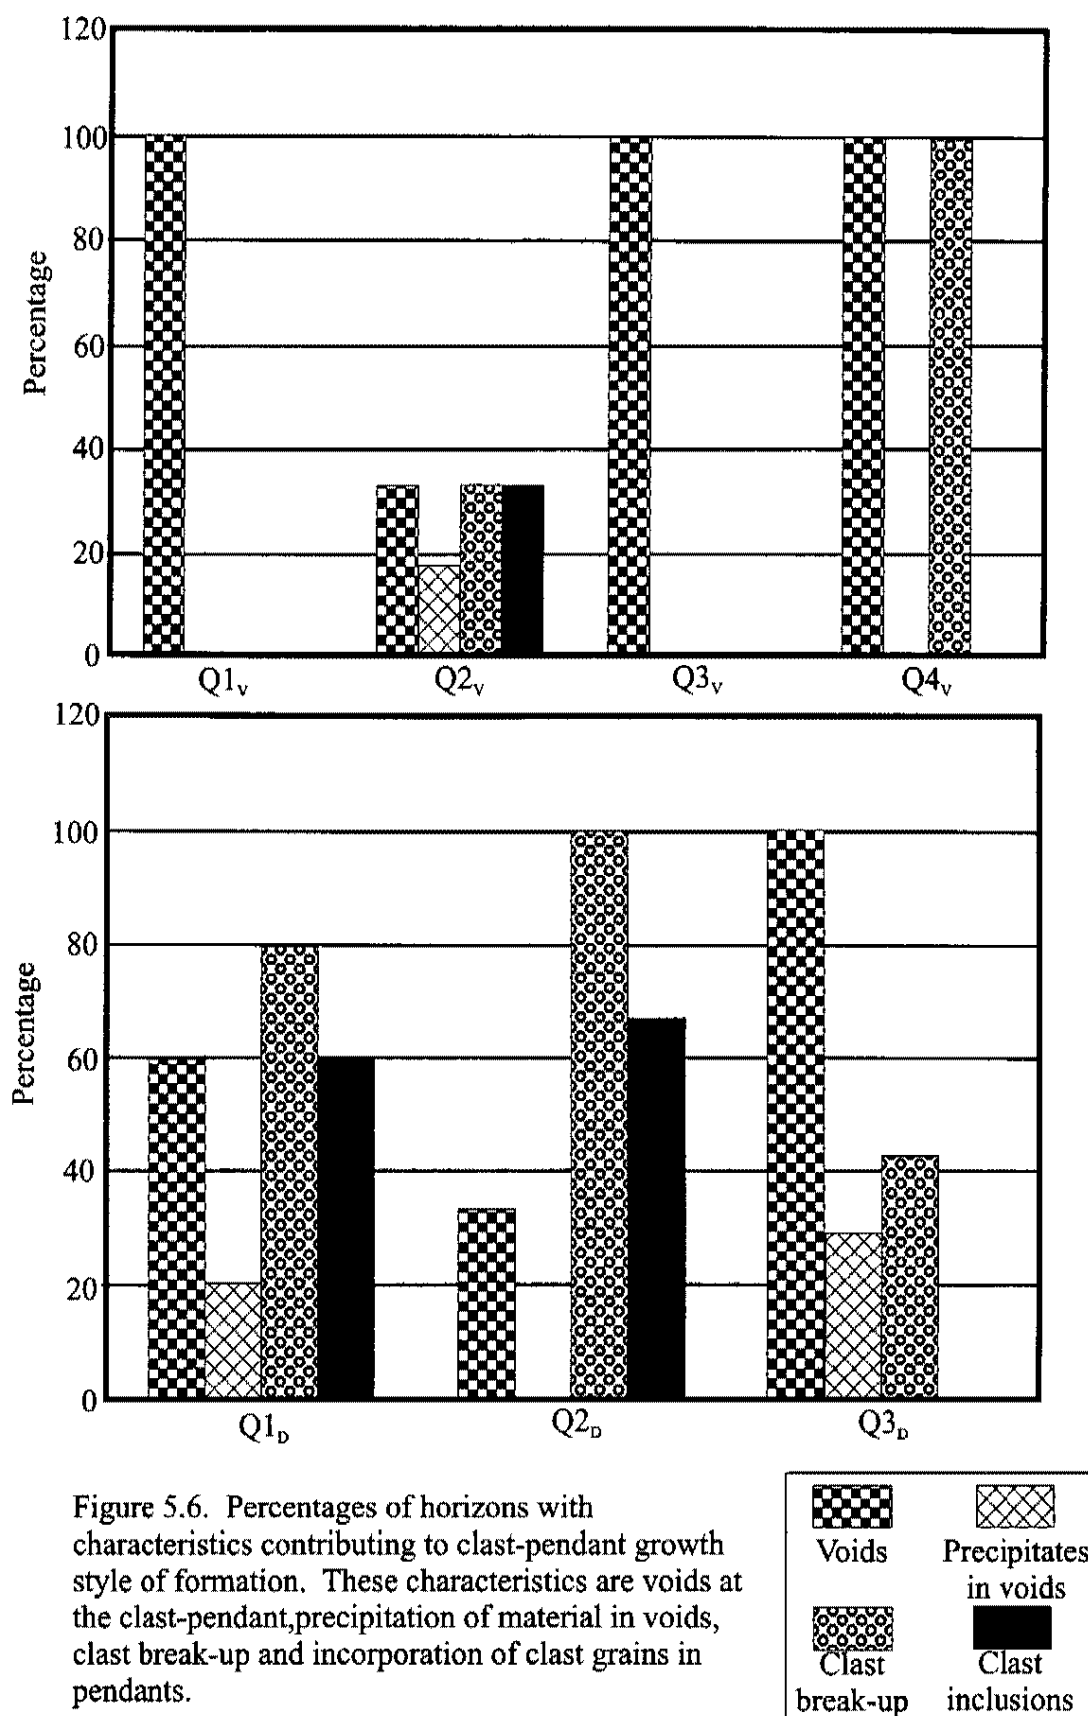 120
100
80
60
40
20
0
Percentage
Q1V Q2V Q3V Q4V
120
100
80
60
40
20
0
Percentage
Q1D Q2D Q3D
Figure 5.6. Percentages of horizons with
characteristics contributing to clast-pendant growth
style of formation. These characteristics are voids at
the clast-pendant,precipitation of material in voids,
clast break-up and incorporation of clast grains in
pendants.
Voids
Precipitates
in voids
Clast
break-up
Clast
inclusions